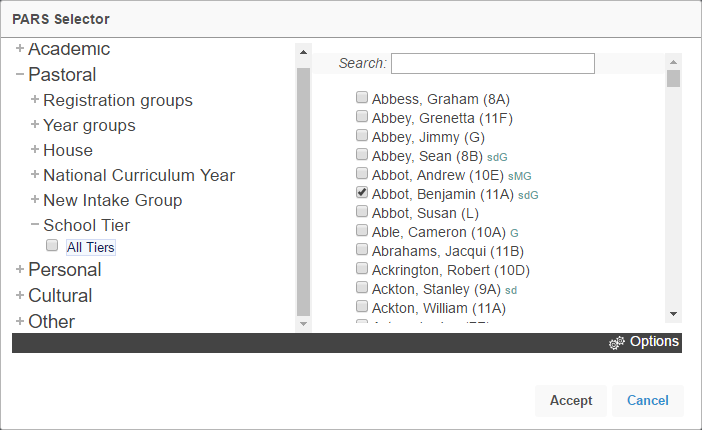 PARS Selector
Academic
Pastoral
Registration groups
Year groups
House
National Curriculum Year
New Intake Group
School Tier
All Tiers
Personal
Cultural
Other
Search:
Abbess, Graham (8A)
Abbey, Grenetta (11F)
Abbey, Jimmy (G)
Abbey, Sean (8B) sdG
Abbot, Andrew (10E) sMG
Abbot, Benjamin (11A) sdG
Abbot, Susan (L)
Able, Cameron (10A) G
Abrahams, Jacqui (11B)
Ackrington, Robert (10D)
Ackton, Stanley (9A) sd
Ackton, William (11A)
Options
Accept
Cancel